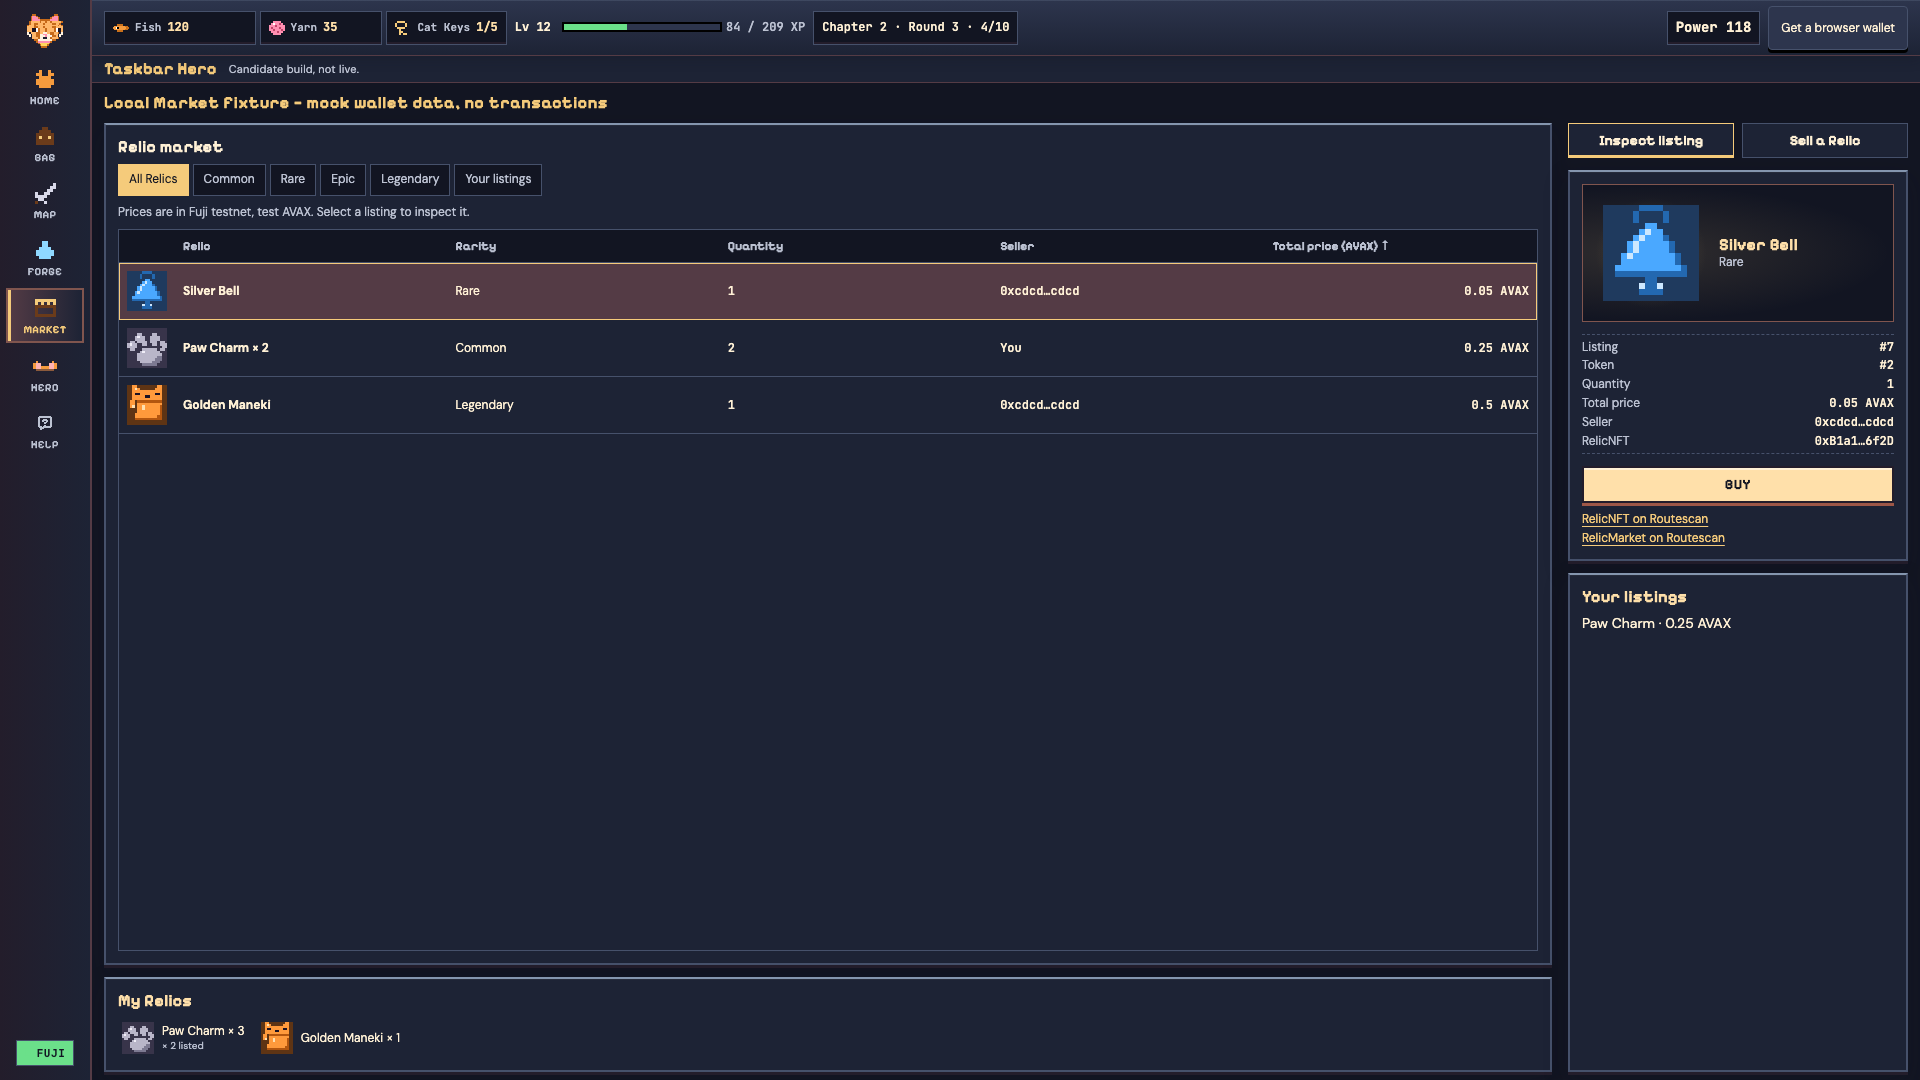 Fish 120
Yarn 35
Cat Keys 1/5
Lv 12
84 / 209 XP
Chapter 2 · Round 3 · 4/10
Power 118
Get a browser wallet
HOME
BAG
MAP
FORGE
MARKET
HERO
HELP
FUJI
Taskbar Hero
Candidate build, not live.
Local Market Fixture - mock wallet data, no transactions
Relic market
All Relics
Common
Rare
Epic
Legendary
Your listings
Prices are in Fuji testnet, test AVAX. Select a listing to inspect it.
Relic Rarity Quantity Seller Total price (AVAX) ↑
Silver Bell Rare 1 0xcdcd…cdcd 0.05 AVAX
Paw Charm × 2 Common 2 You 0.25 AVAX
Golden Maneki Legendary 1 0xcdcd…cdcd 0.5 AVAX
My Relics
Paw Charm × 3
× 2 listed
Golden Maneki × 1
Inspect listing
Sell a Relic
Silver Bell
Rare
Listing #7
Token #2
Quantity 1
Total price 0.05 AVAX
Seller 0xcdcd…cdcd
RelicNFT 0xB1a1…6f2D
BUY
RelicNFT on Routescan
RelicMarket on Routescan
Your listings
Paw Charm · 0.25 AVAX